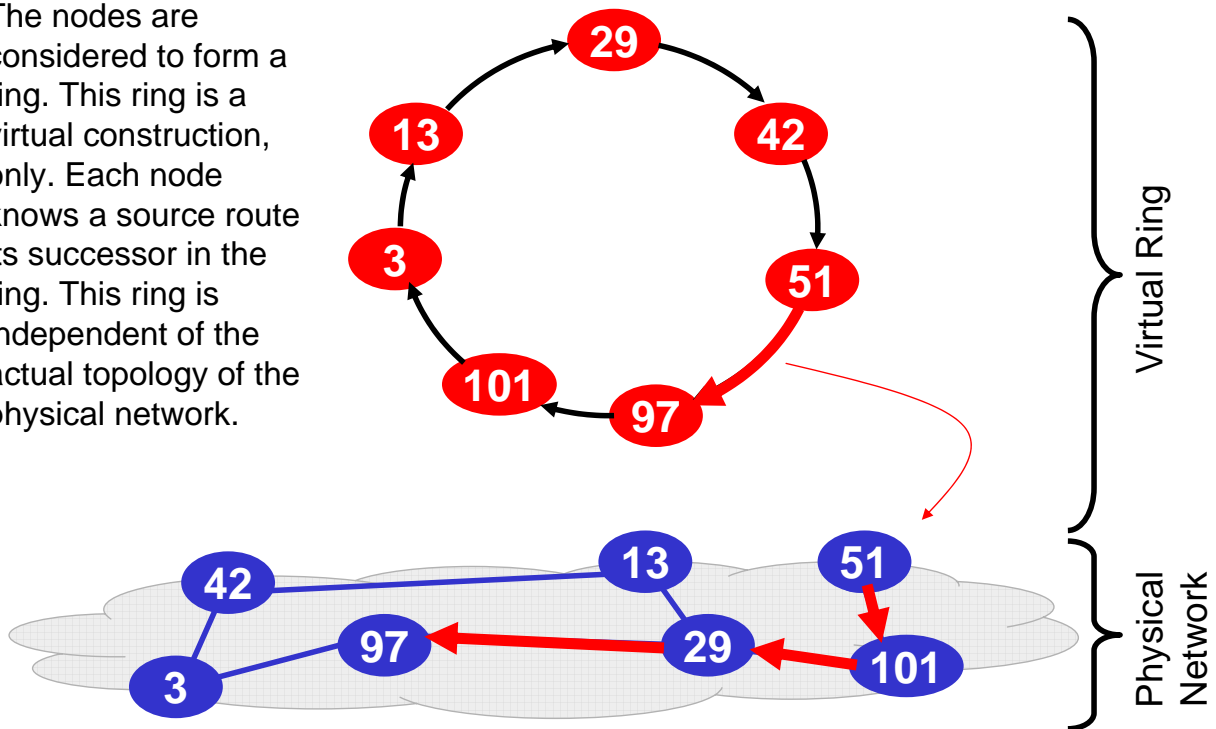 The nodes are
considered to form a
ing. This ring is a
virtual construction,
only. Each node
knows a source route
ts successor in the
ing. This ring is
ndependent of the
actual topology of the
physical network.
29
13
42
3
51
101
97
Virtual Ring
42
13
51
97
29
101
3
Physical
Network